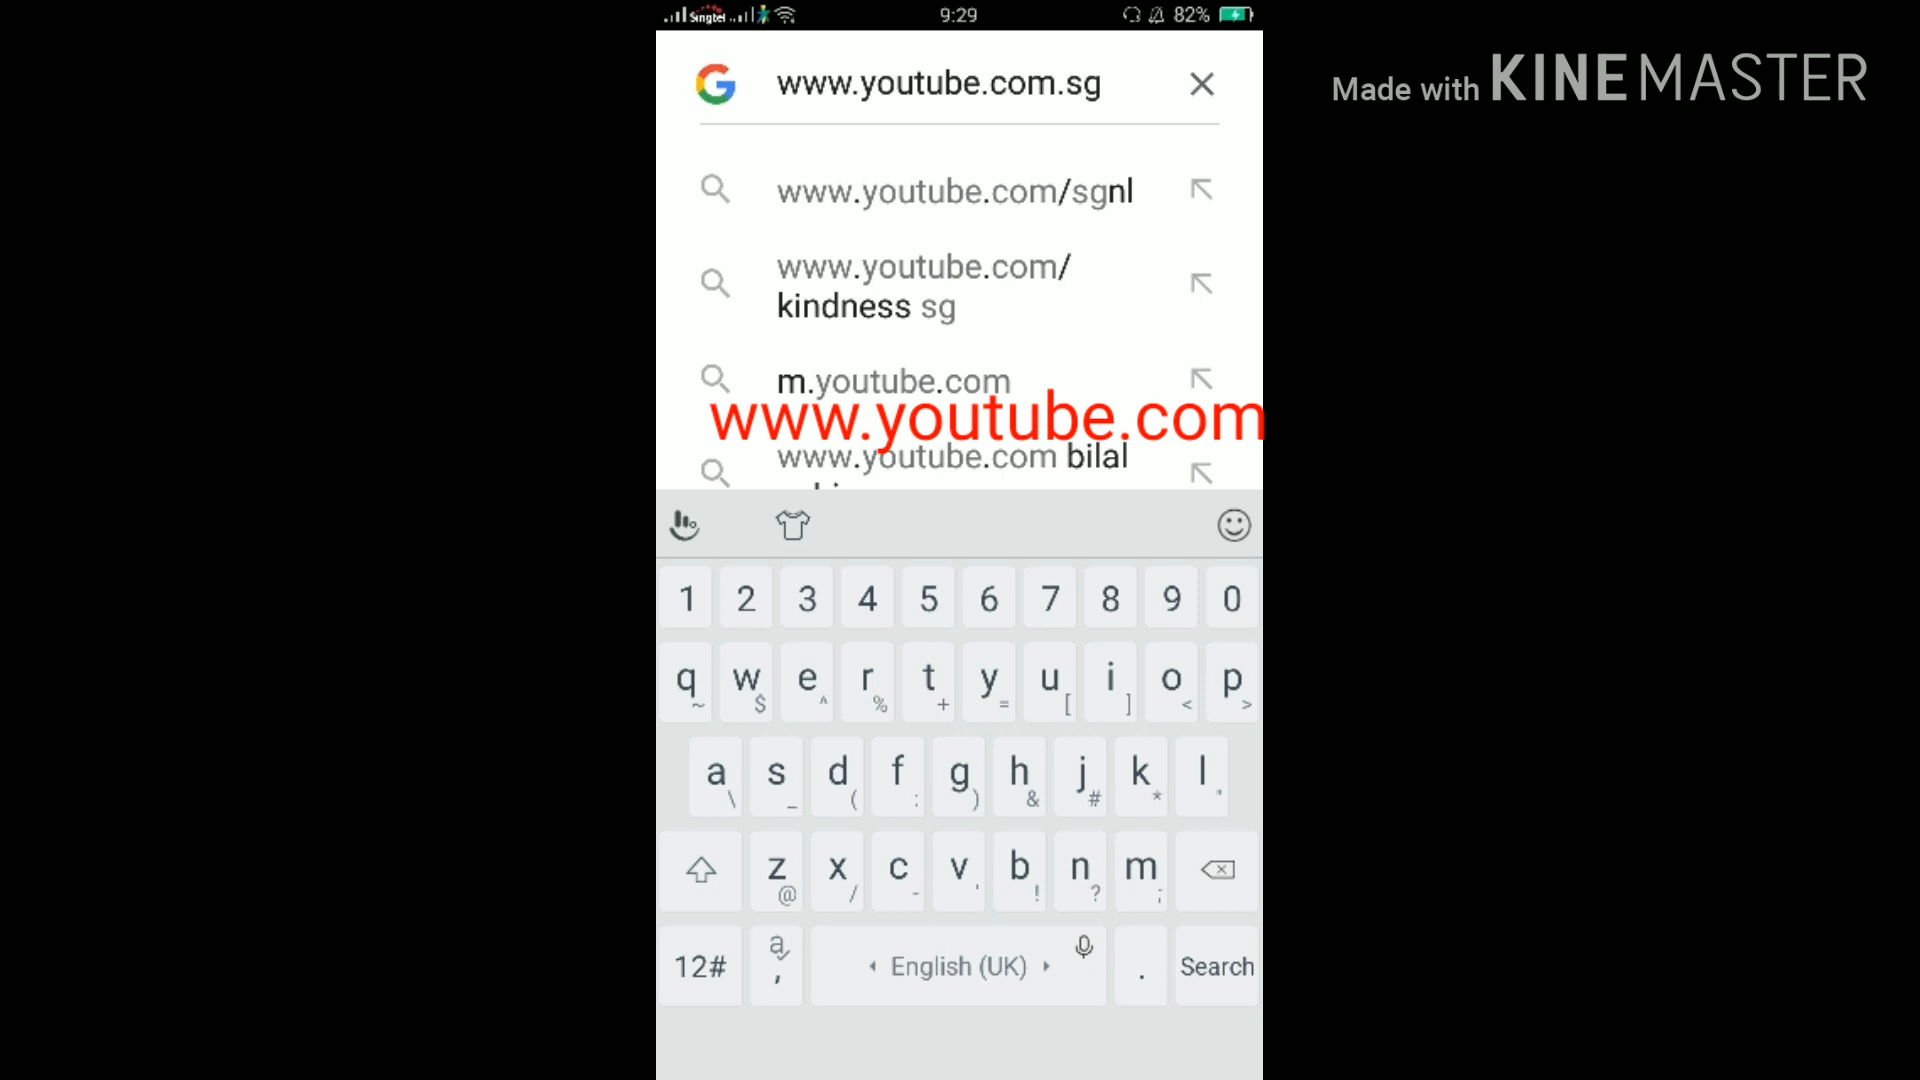 Singtel 9:29 82%
Made with KINEMASTER
www.youtube.com.sg
www.youtube.com/sgnl
www.youtube.com/
kindness sg
m.youtube.com
www.youtube.com
www.youtube.com bilal
1 2 3 4 5 6 7 8 9 0
q w e r t y u i o p
~ $ ^ % + = [ ] < >
a s d f g h j k l
\ _ ( : ) & # * "
z x c v b n m
@ / - ' ! ? ;
12# a , English (UK) . Search